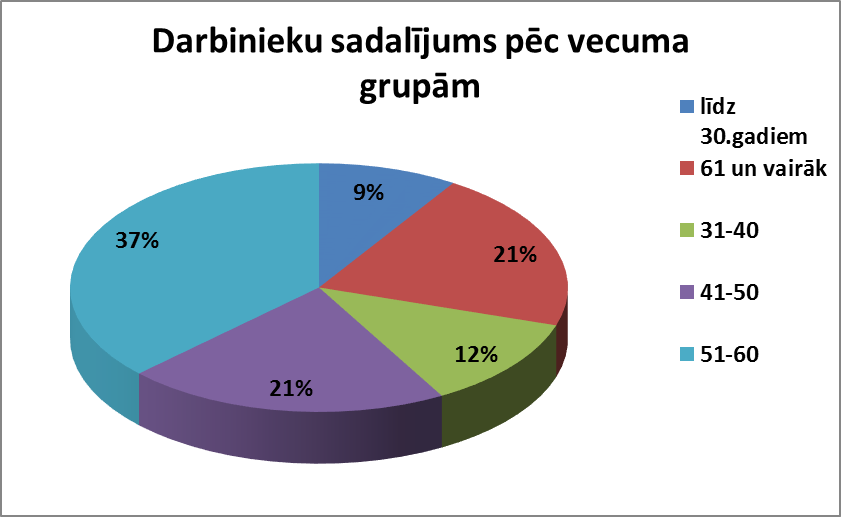 Darbinieku sadalījums pēc vecuma
grupām
līdz
30.gadiem
61 un vairāk
31-40
41-50
51-60
9%
21%
12%
21%
37%